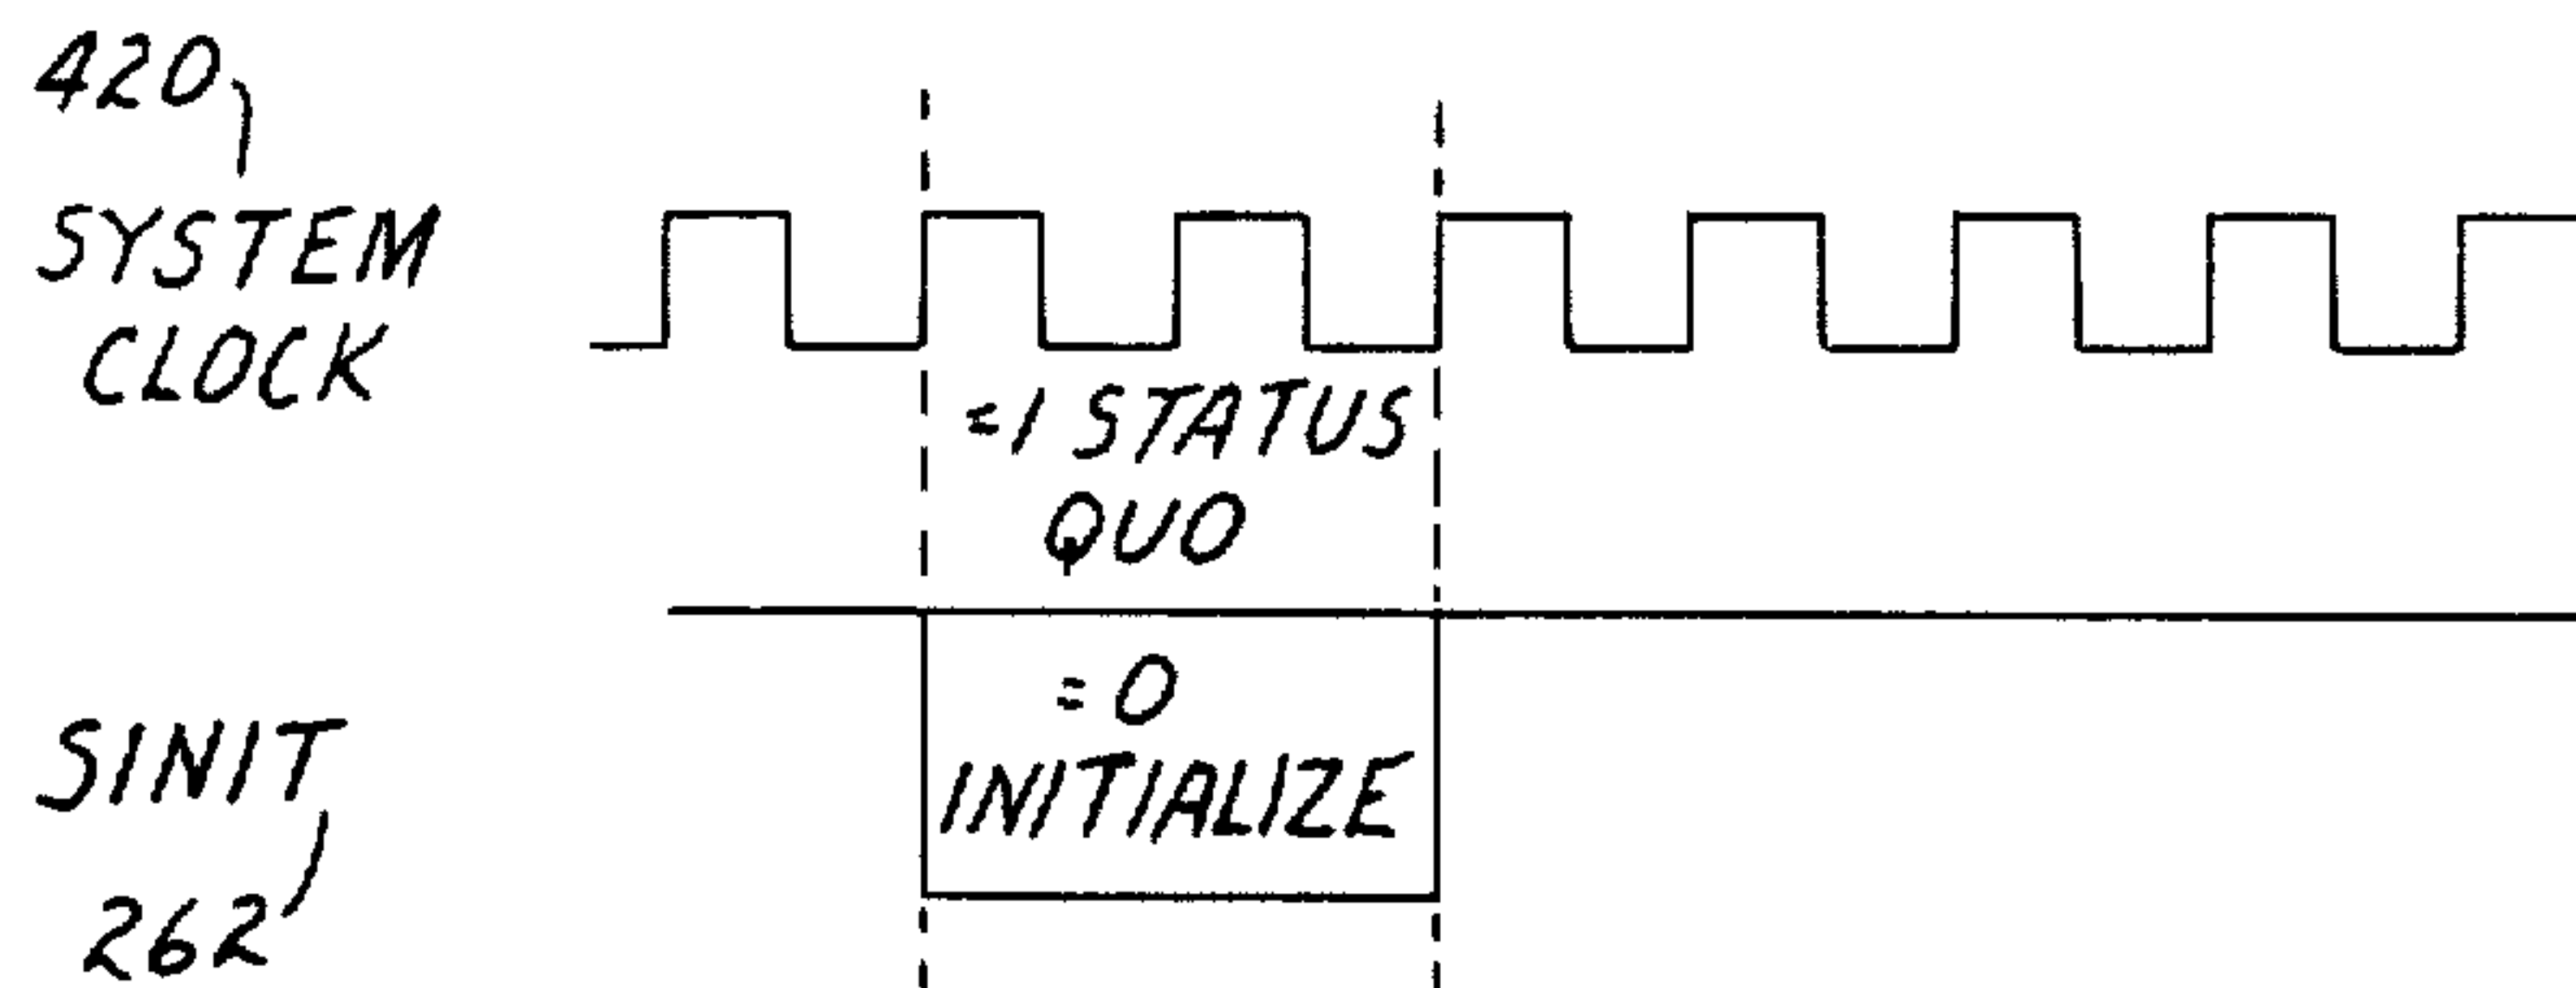 420
SYSTEM
CLOCK
=1 STATUS
QUO
=0
INITIALIZE
SINIT
262